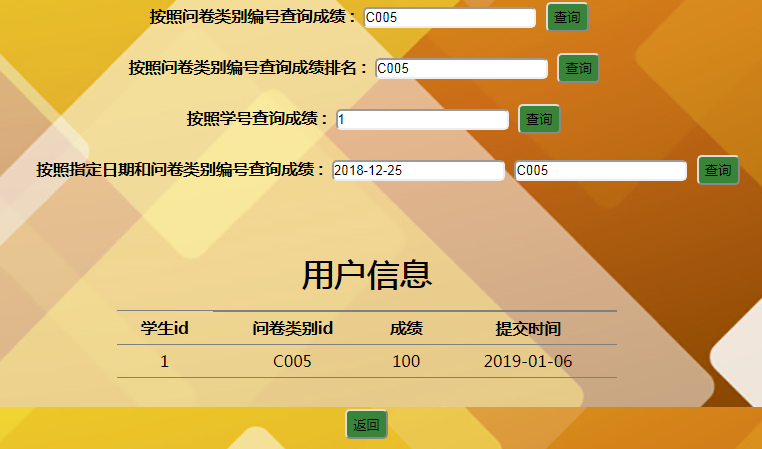 按照问卷类别编号查询成绩： C005 查询
按照问卷类别编号查询成绩排名： C005 查询
按照学号查询成绩： 1 查询
按照指定日期和问卷类别编号查询成绩： 2018-12-25 C005 查询
用户信息
学生id 问卷类别id 成绩 提交时间
1 C005 100 2019-01-06
返回